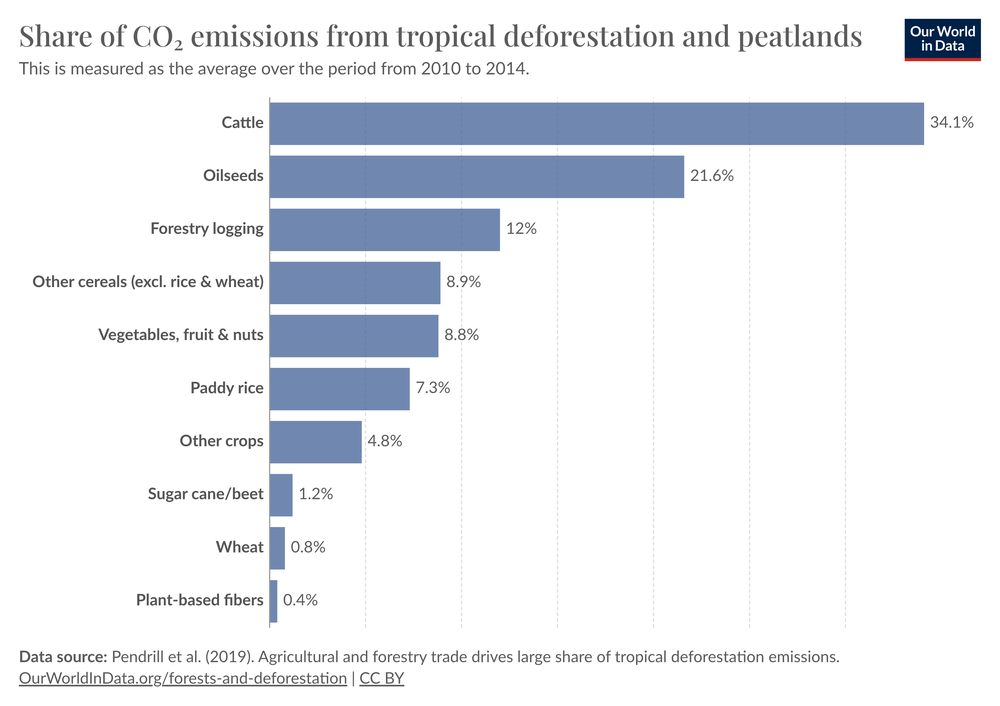 Share of CO₂ emissions from tropical deforestation and peatlands
Our World
in Data
This is measured as the average over the period from 2010 to 2014.
Cattle 34.1%
Oilseeds 21.6%
Forestry logging 12%
Other cereals (excl. rice & wheat) 8.9%
Vegetables, fruit & nuts 8.8%
Paddy rice 7.3%
Other crops 4.8%
Sugar cane/beet 1.2%
Wheat 0.8%
Plant-based fibers 0.4%
Data source: Pendrill et al. (2019). Agricultural and forestry trade drives large share of tropical deforestation emissions.
OurWorldInData.org/forests-and-deforestation | CC BY